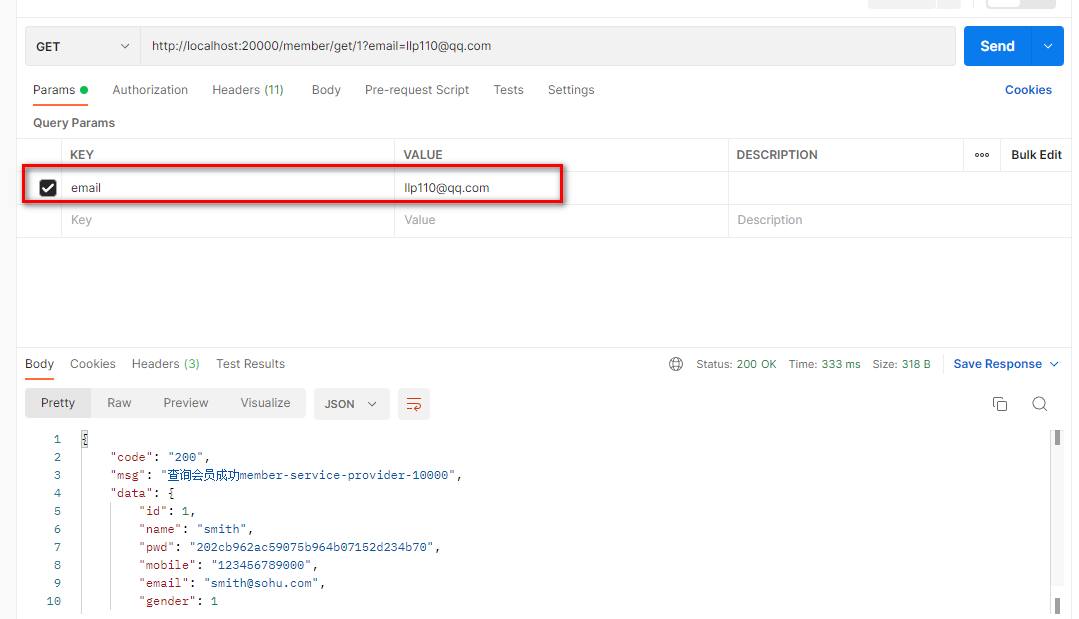 GET http://localhost:20000/member/get/1?email=llp110@qq.com Send
Params Authorization Headers (11) Body Pre-request Script Tests Settings Cookies
Query Params
KEY VALUE DESCRIPTION ooo Bulk Edit
email llp110@qq.com
Key Value Description
Body Cookies Headers (3) Test Results Status: 200 OK Time: 333 ms Size: 318 B Save Response
Pretty Raw Preview Visualize JSON
1 {
2 "code": "200",
3 "msg": "查询会员成功member-service-provider-10000",
4 "data": {
5 "id": 1,
6 "name": "smith",
7 "pwd": "202cb962ac59075b964b07152d234b70",
8 "mobile": "123456789000",
9 "email": "smith@sohu.com",
10 "gender": 1